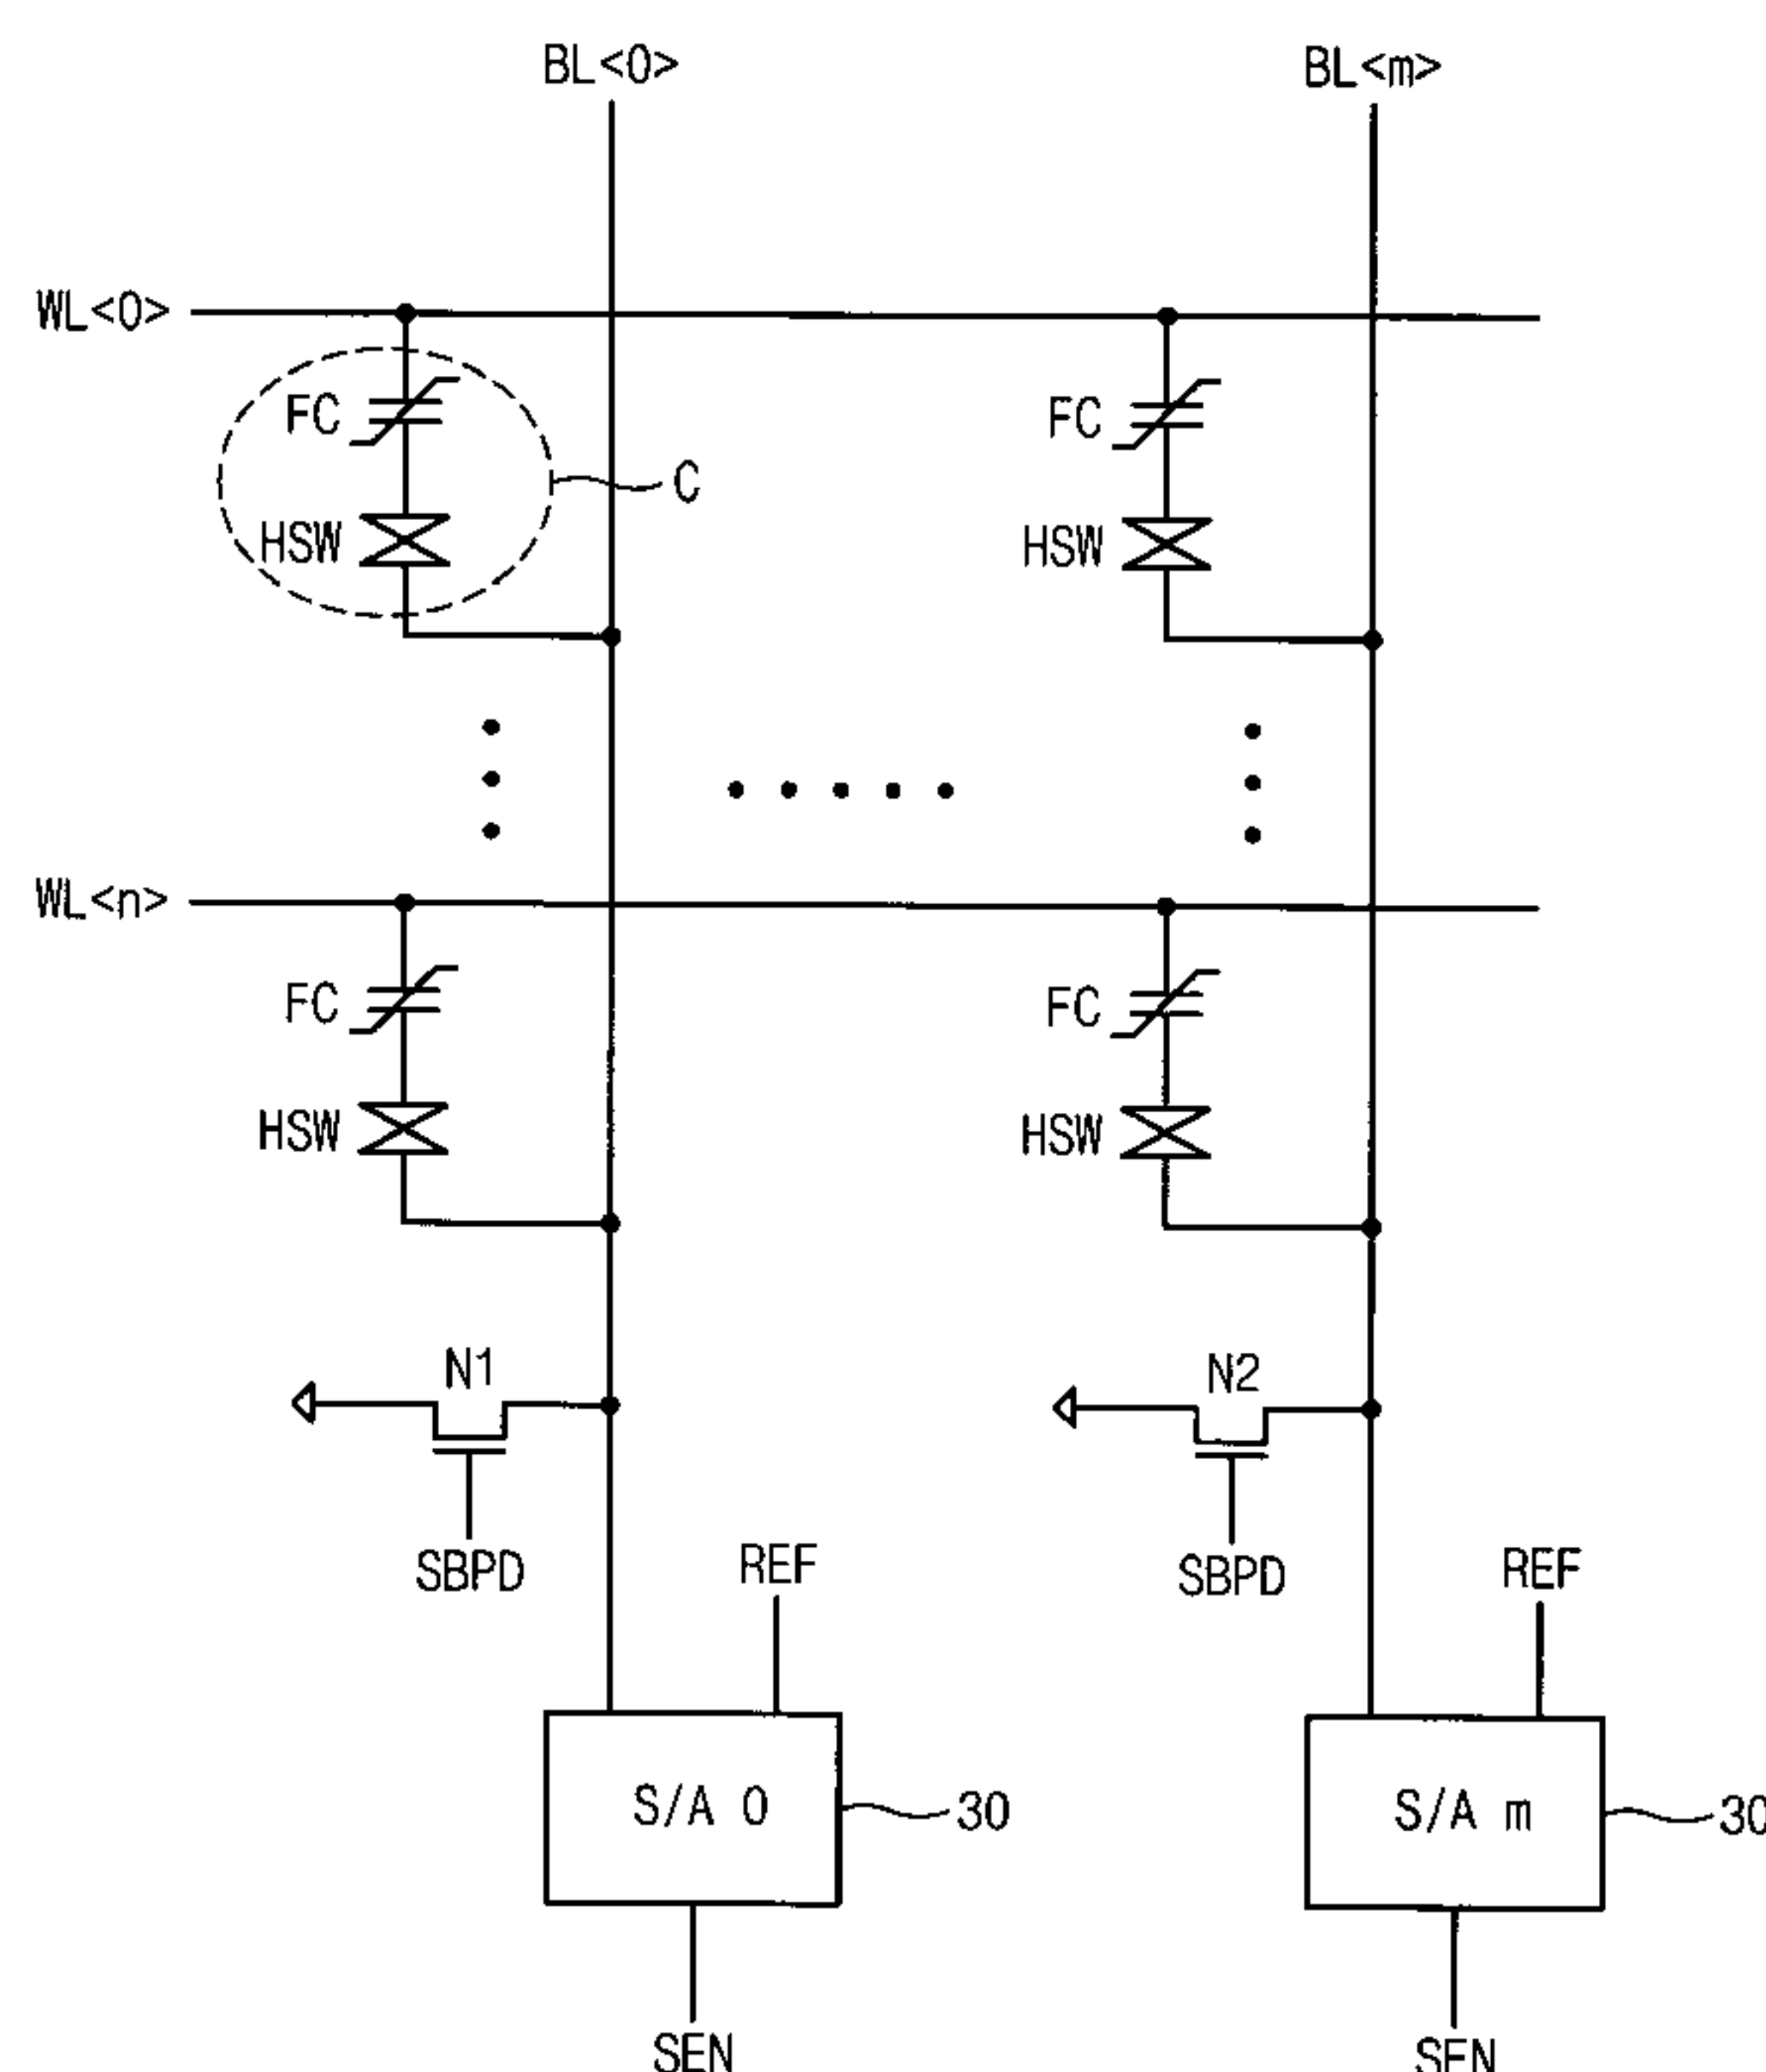 BL<0> BL<m>
WL<0>
FC FC
C
HSW HSW
WL<n>
FC FC
HSW HSW
N1 N2
SBPD REF SBPD REF
S/A 0 30 S/A m 30
SEN SEN